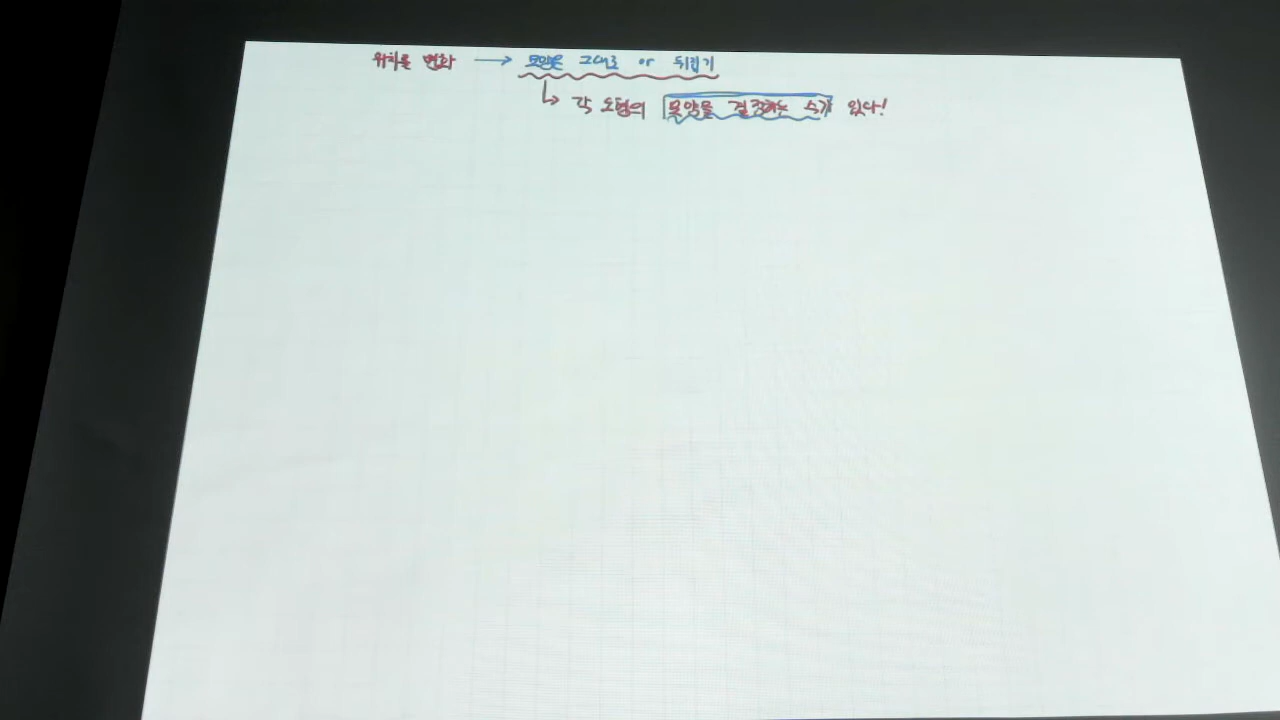 위치를 변화 → 모양은 그대로 or 뒤집기
↳ 각 도형의 모양을 결정하는 수가 있다!